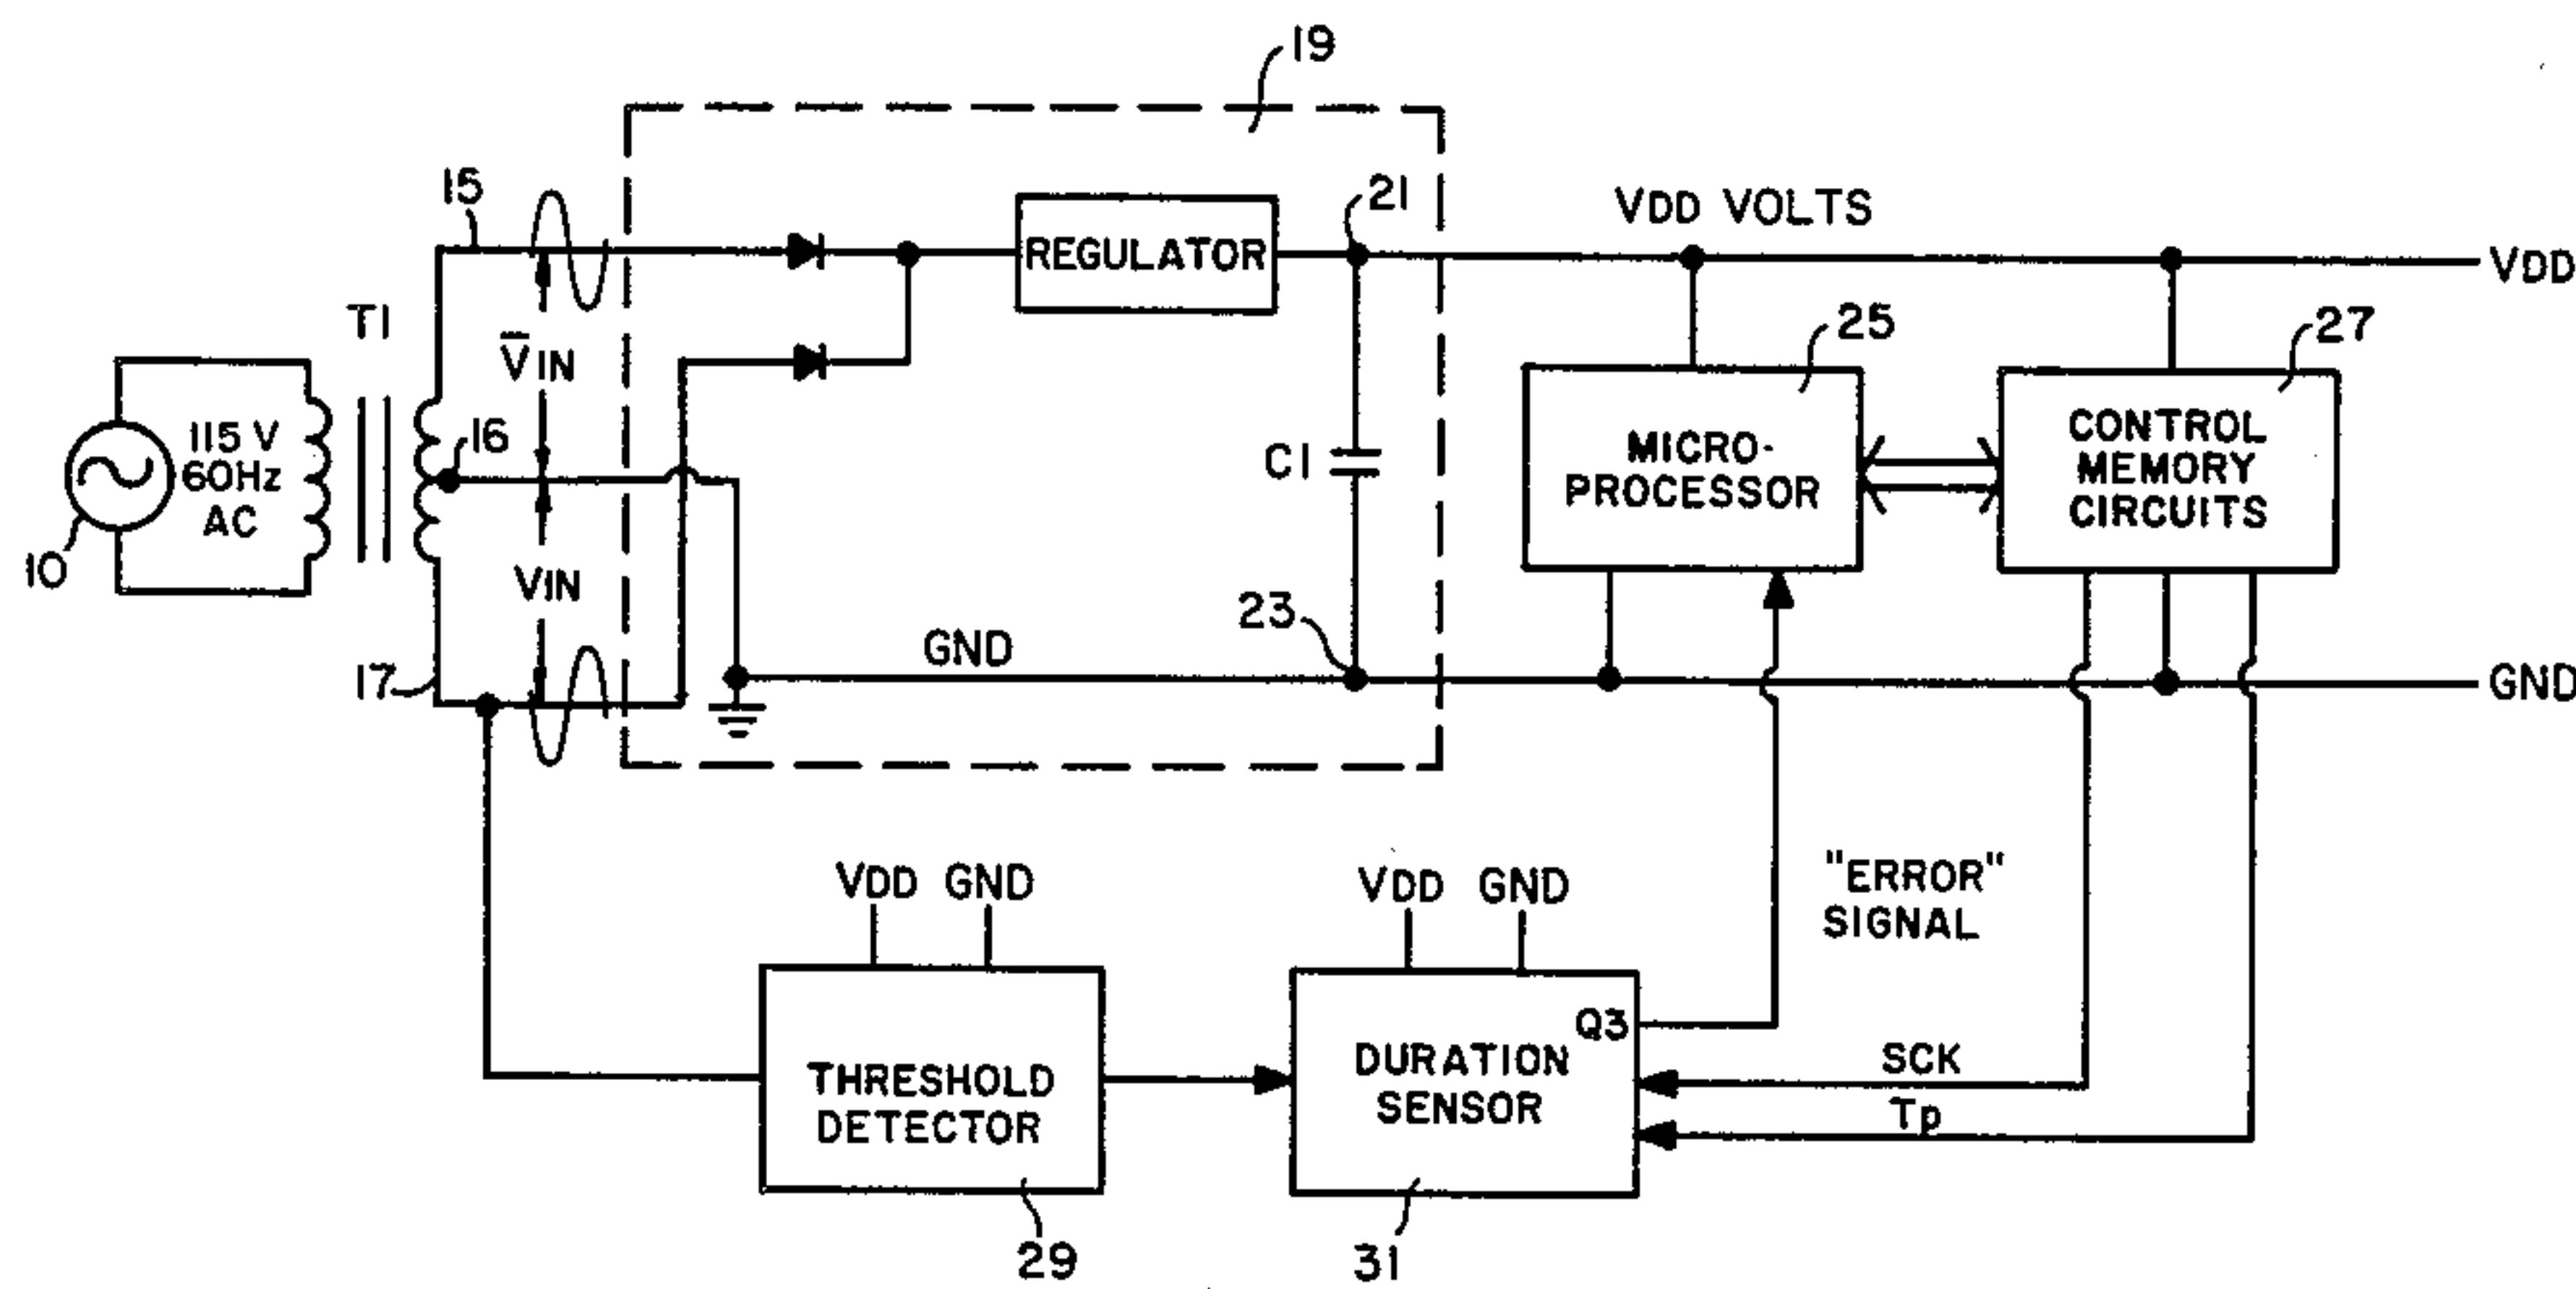 19
15
21
VDD VOLTS
REGULATOR
VDD
T1
V̅IN
25
27
115 V
60Hz
AC
16
C1
MICRO-
PROCESSOR
CONTROL
MEMORY
CIRCUITS
10
VIN
23
GND
17
GND
VDD GND
VDD GND
"ERROR"
SIGNAL
Q3
THRESHOLD
DETECTOR
DURATION
SENSOR
SCK
Tp
29
31